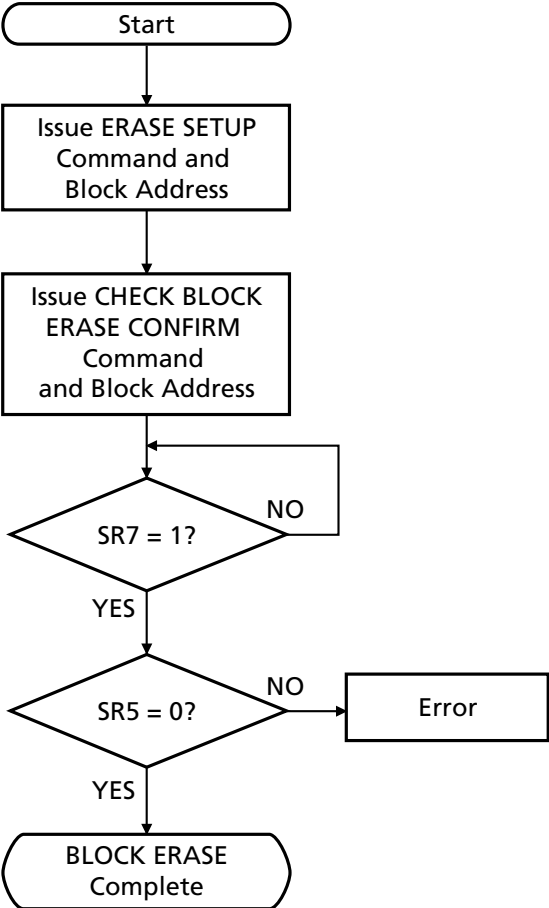 Start
Issue ERASE SETUP
Command and
Block Address
Issue CHECK BLOCK
ERASE CONFIRM
Command
and Block Address
NO
SR7 = 1?
YES
NO
SR5 = 0?
Error
YES
BLOCK ERASE
Complete